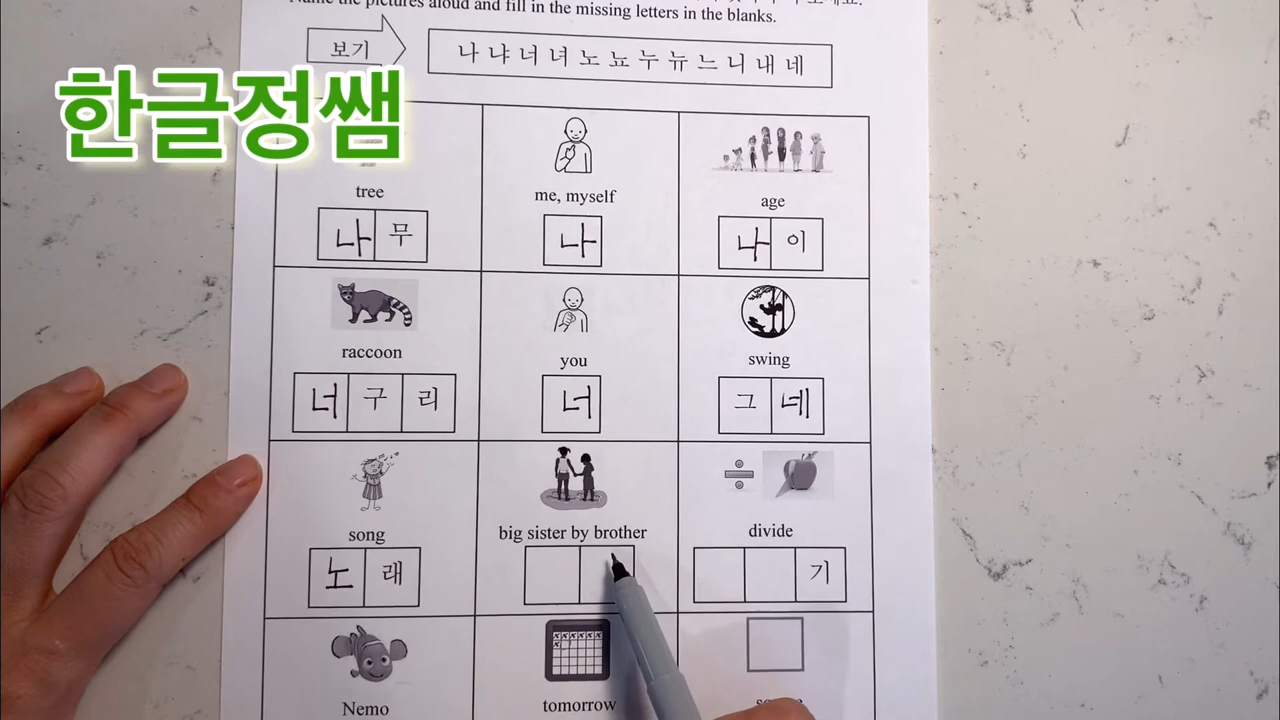 Name the pictures aloud and fill in the missing letters in the blanks.
보기
나 냐 너 녀 노 뇨 누 뉴 느 니 내 네
한글정쌤
tree
me, myself
age
나 무
나
나 이
raccoon
you
swing
너 구 리
너
그 네
song
big sister by brother
divide
노 래
기
Nemo
tomorrow